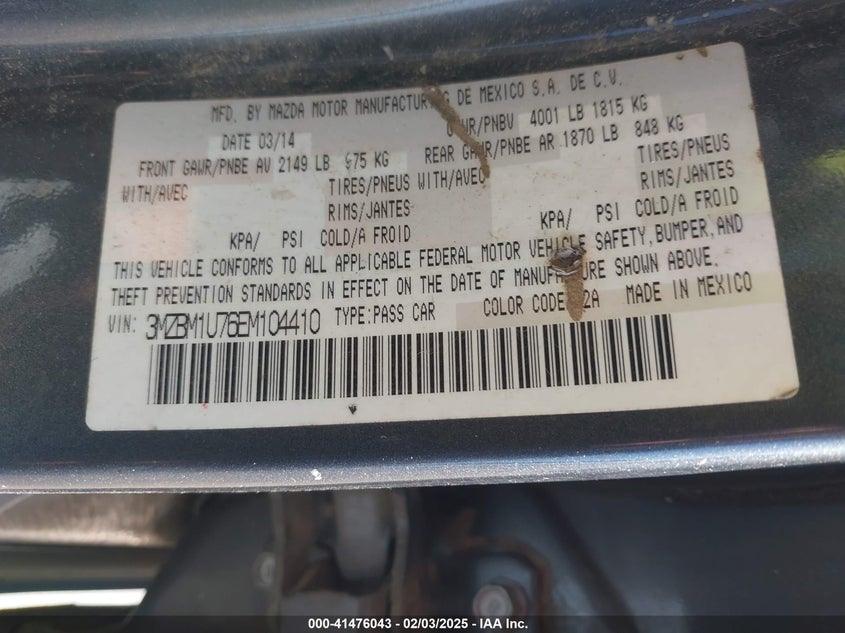 MFD. BY MAZDA MOTOR MANUFACTURING DE MEXICO S.A. DE C.V.
DATE 03/14 GVWR/PNBV 4001 LB 1815 KG
FRONT GAWR/PNBE AV 2149 LB 975 KG REAR GAWR/PNBE AR 1870 LB 848 KG
WITH/AVEC TIRES/PNEUS WITH/AVEC TIRES/PNEUS
RIMS/JANTES RIMS/JANTES
KPA/ PSI COLD/A FROID KPA/ PSI COLD/A FROID
THIS VEHICLE CONFORMS TO ALL APPLICABLE FEDERAL MOTOR VEHICLE SAFETY, BUMPER, AND
THEFT PREVENTION STANDARDS IN EFFECT ON THE DATE OF MANUFACTURE SHOWN ABOVE.
VIN: 3MZBM1U76EM104410 TYPE:PASS CAR COLOR CODE: MADE IN MEXICO
000-41476043 // 02/03/2025 // IAA Inc.